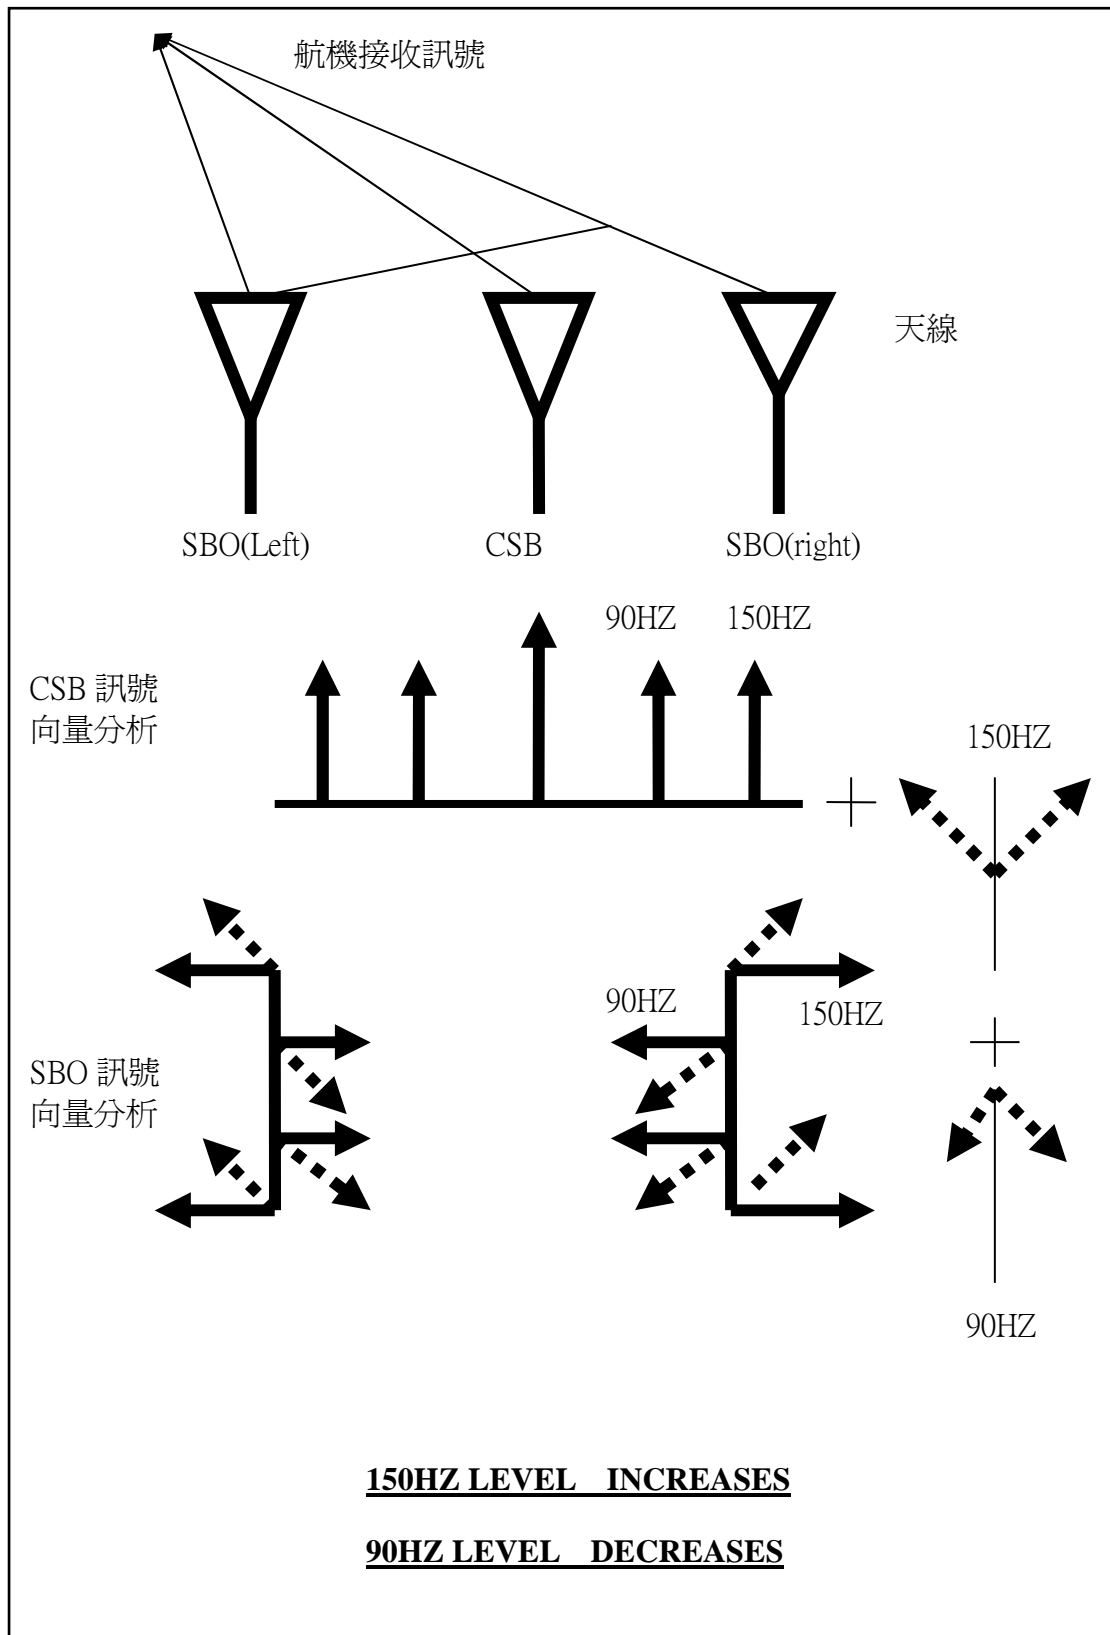 航機接收訊號
天線
SBO(Left)
CSB
SBO(right)
90HZ
150HZ
CSB 訊號
向量分析
150HZ
90HZ
150HZ
SBO 訊號
向量分析
90HZ
150HZ LEVEL INCREASES
90HZ LEVEL DECREASES